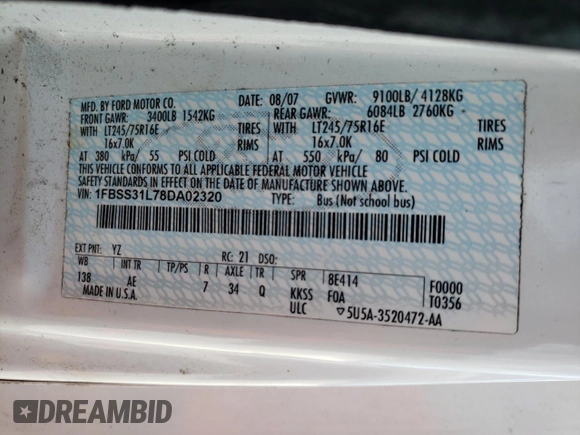 MFD. BY FORD MOTOR CO. 08/07 GVWR: 9100LB/ 4128KG
FRONT GAWR: 3400LB 1542KG REAR GAWR: 6084LB 2760KG
WITH LT245/75R16E TIRES WITH LT245/75R16E TIRES
16x7.0K RIMS 16x7.0K RIMS
AT 380 kPa/ 55 PSI COLD AT 550 kPa/ 80 PSI COLD
THIS VEHICLE CONFORMS TO ALL APPLICABLE FEDERAL MOTOR VEHICLE
SAFETY STANDARDS IN EFFECT ON THE DATE OF MANUFACTURE SHOWN ABOVE.
VIN: 1FBSS31L78DA02320 TYPE: Bus (Not school bus)
EXT PNT: YZ RC: 21 DSO:
WB INT TR TP/PS R AXLE TR SPR 8E414 F0000
138 AE 7 34 Q KKSS FOA T0356
MADE IN U.S.A. ULC ▽5U5A-3520472-AA
DREAMBID